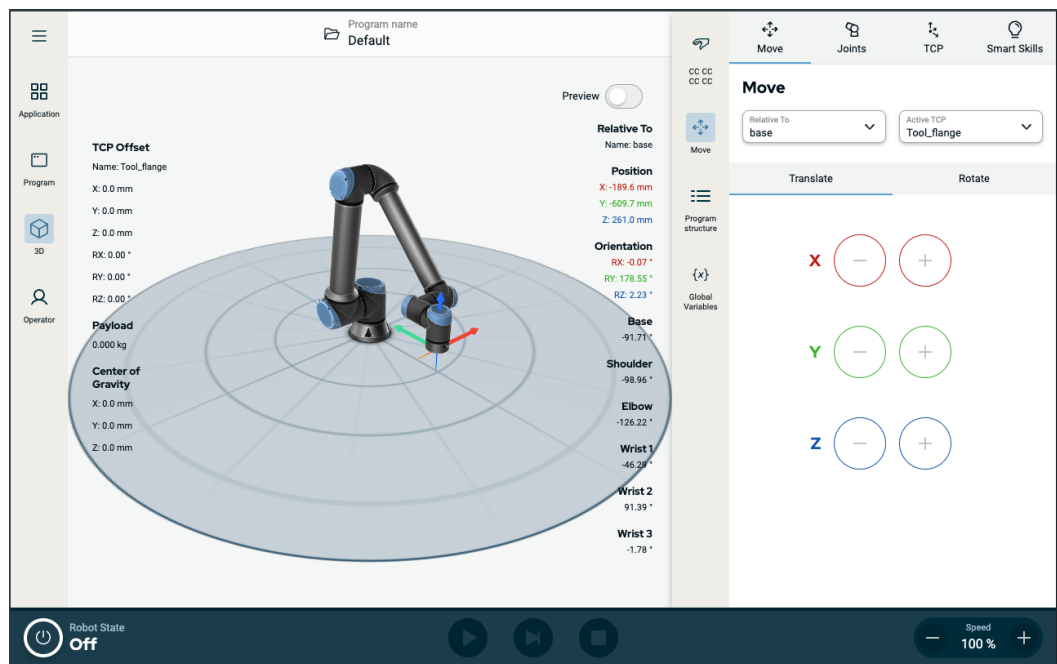 Program name
Default
Application
Program
3D
Operator
Preview
TCP Offset
Name: Tool_flange
X: 0.0 mm
Y: 0.0 mm
Z: 0.0 mm
RX: 0.00 °
RY: 0.00 °
RZ: 0.00 °
Payload
0.000 kg
Center of
Gravity
X: 0.0 mm
Y: 0.0 mm
Z: 0.0 mm
Relative To
Name: base
Position
X: -189.6 mm
Y: -609.7 mm
Z: 261.0 mm
Orientation
RX: -0.07 °
RY: 178.55 °
RZ: 2.23 °
Base
-91.71 °
Shoulder
-98.96 °
Elbow
-126.22 °
Wrist 1
-46.29 °
Wrist 2
91.39 °
Wrist 3
-1.78 °
CC CC
CC CC
Move
Program
structure
{x}
Global
Variables
Move
Joints
TCP
Smart Skills
Move
Relative To
base
Active TCP
Tool_flange
Translate
Rotate
X − +
Y − +
Z − +
Robot State
Off
Speed
− 100 % +